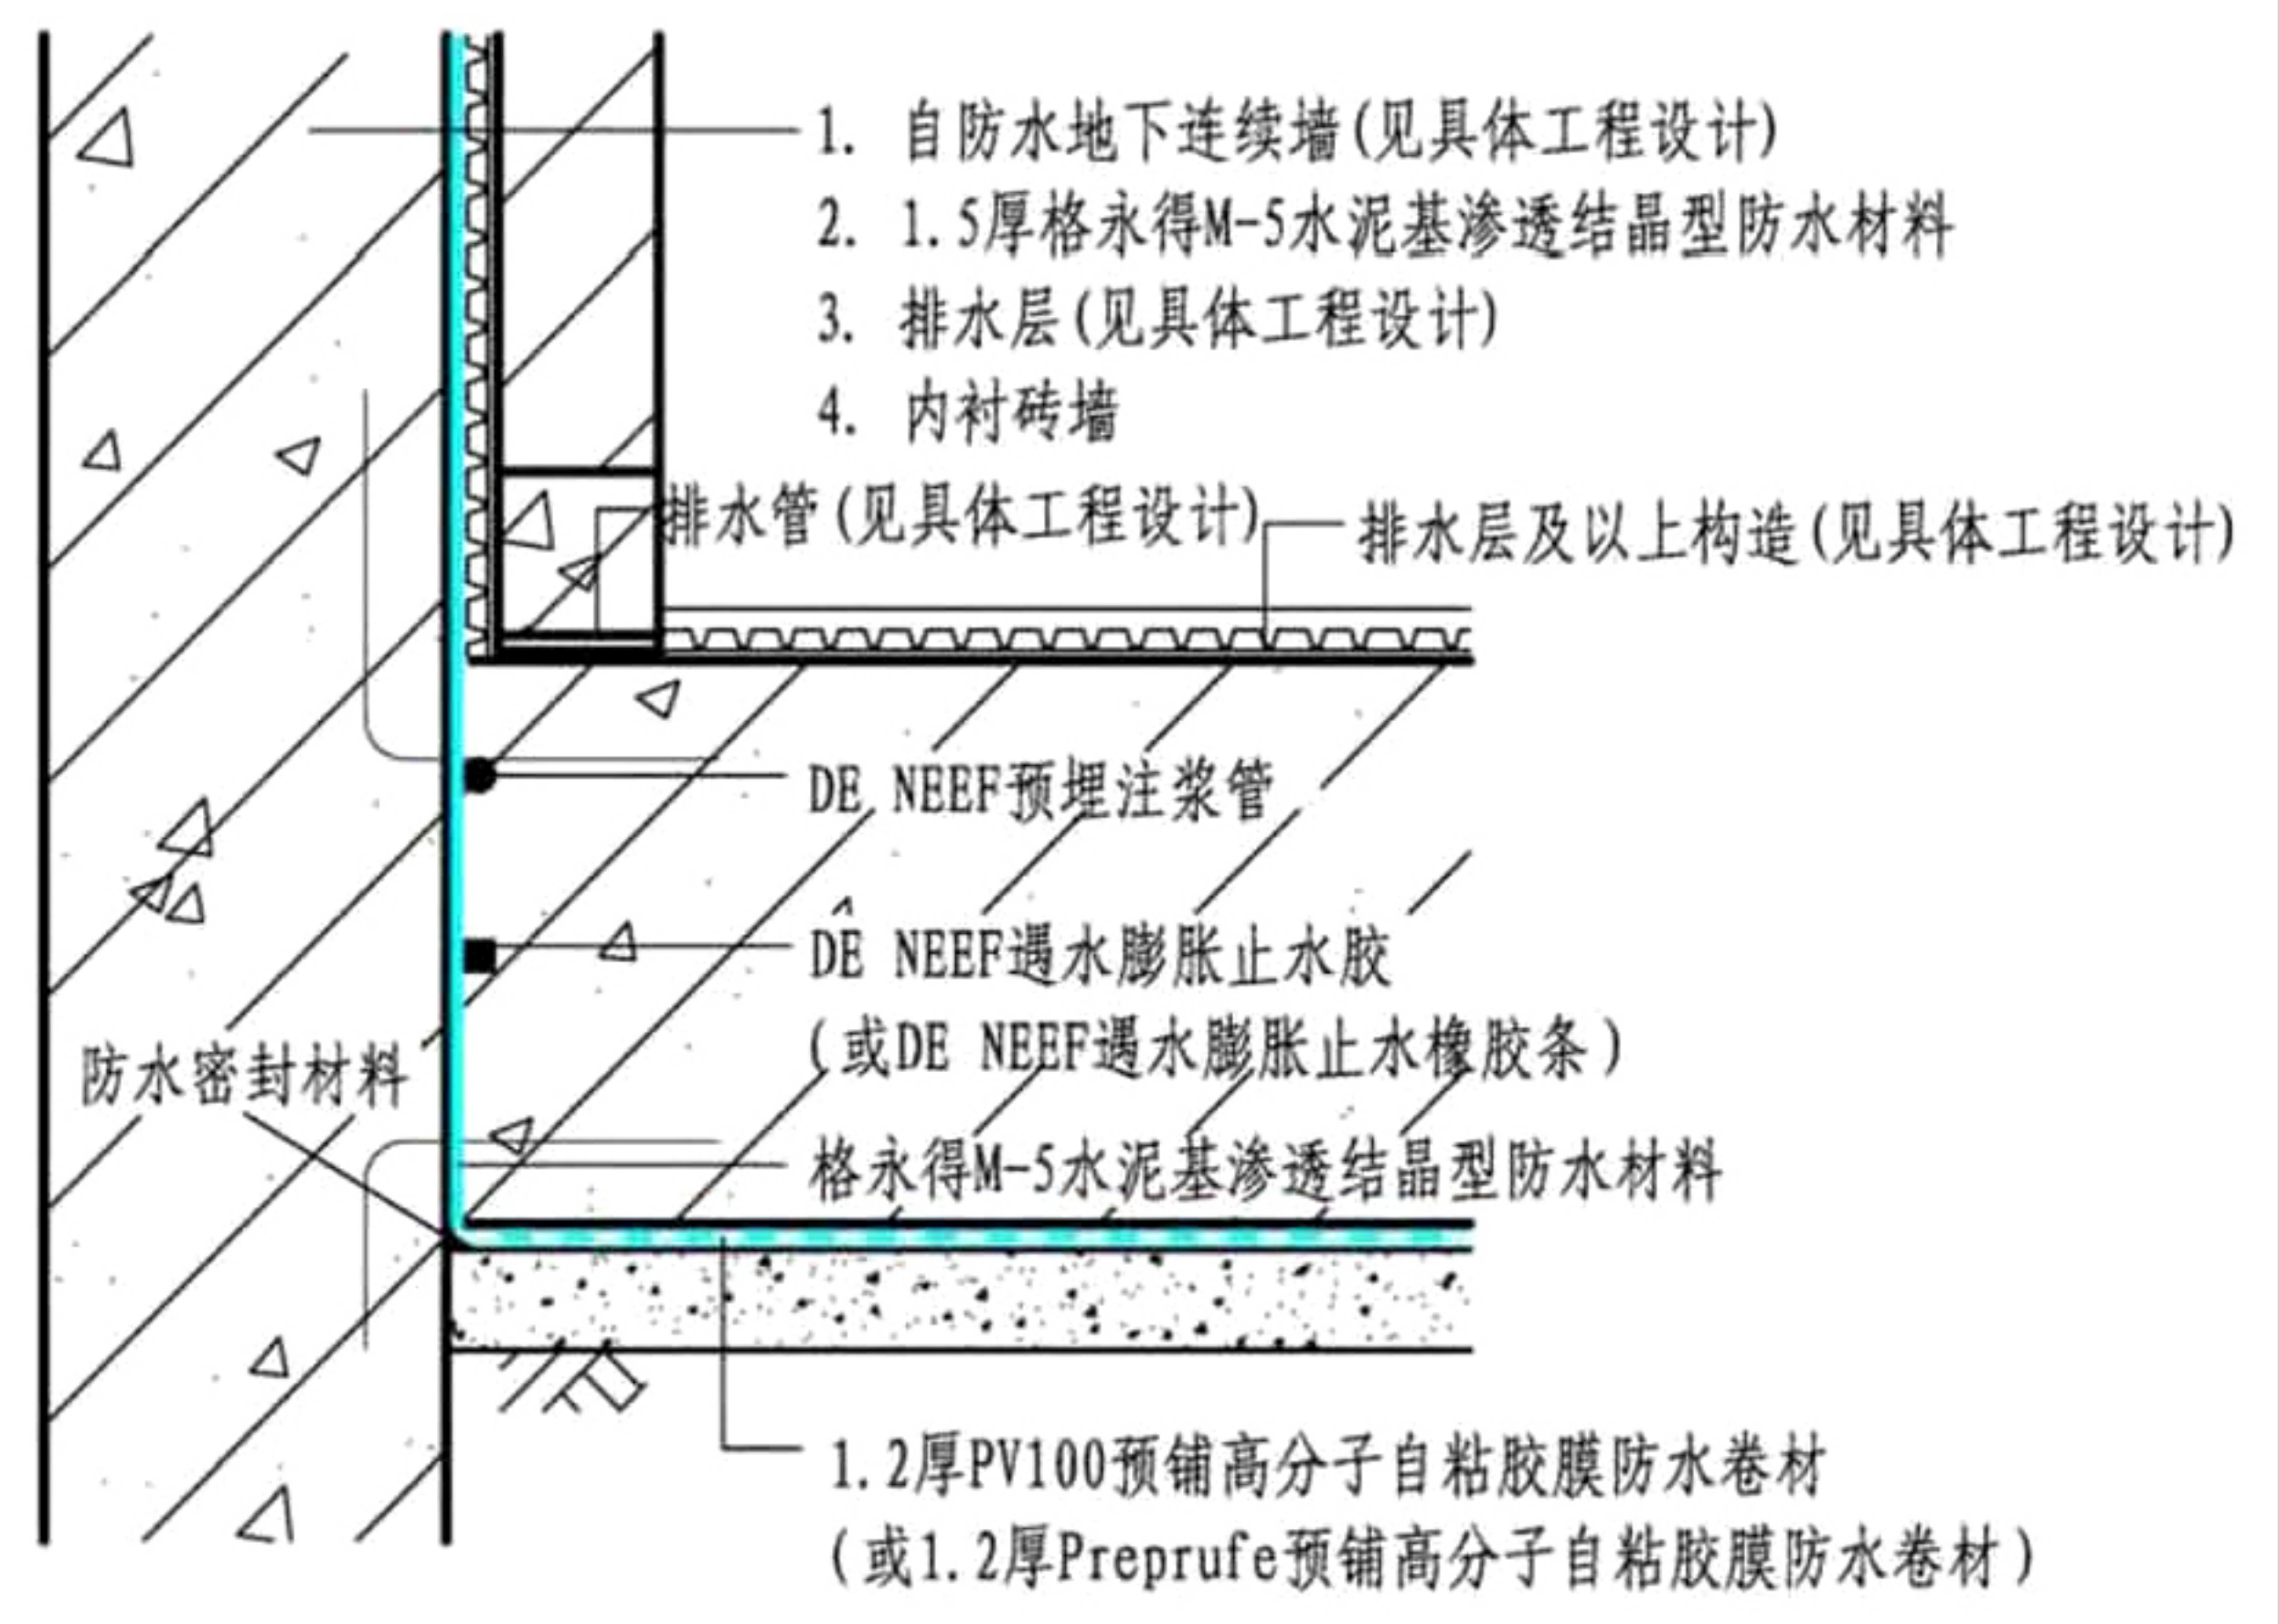 1. 自防水地下连续墙(见具体工程设计)
2. 1.5厚格永得M-5水泥基渗透结晶型防水材料
3. 排水层(见具体工程设计)
4. 内衬砖墙
排水管(见具体工程设计)
排水层及以上构造(见具体工程设计)
DE NEEF预埋注浆管
DE NEEF遇水膨胀止水胶
(或DE NEEF遇水膨胀止水橡胶条)
防水密封材料
格永得M-5水泥基渗透结晶型防水材料
1.2厚PV100预铺高分子自粘胶膜防水卷材
(或1.2厚Preprufe预铺高分子自粘胶膜防水卷材)